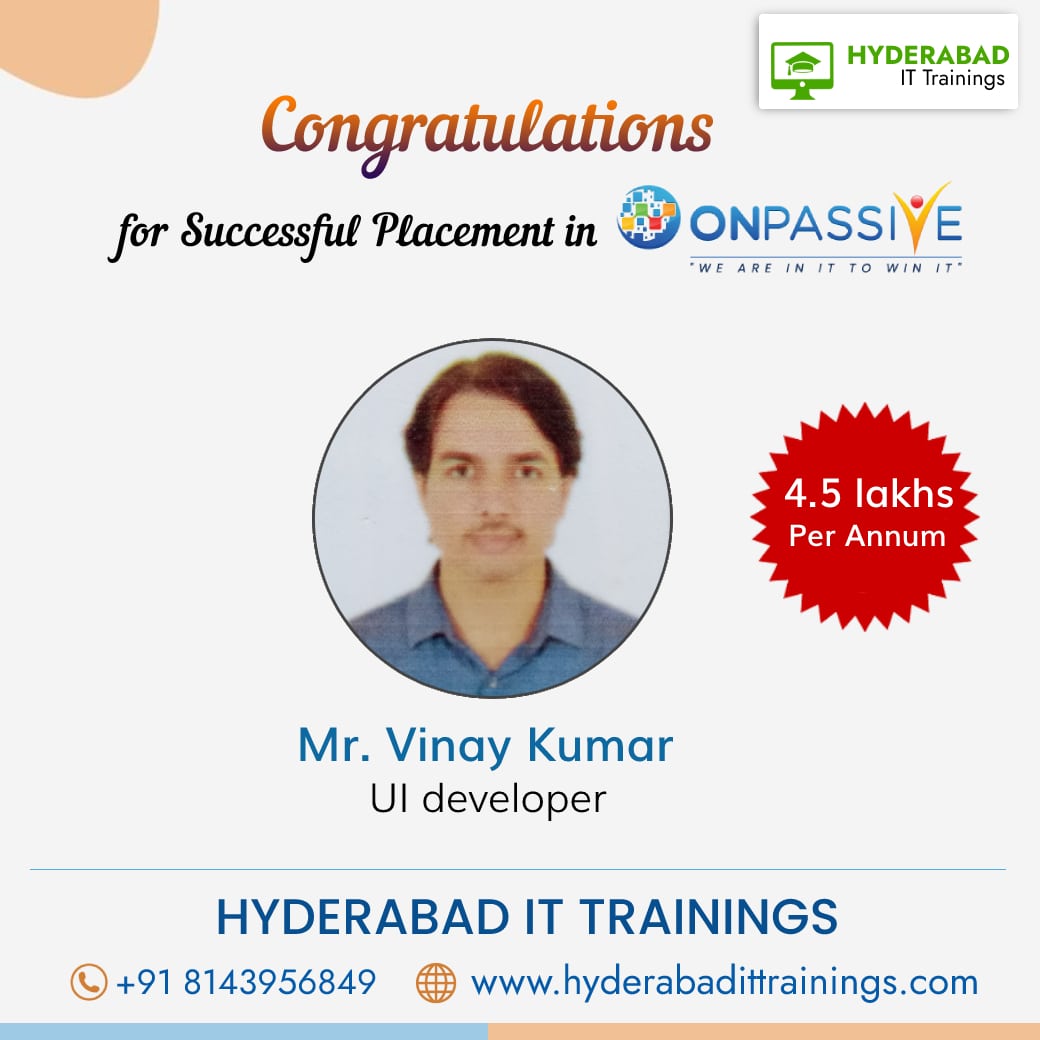 HYDERABAD
IT Trainings
Congratulations
for Successful Placement in
ONPASSIVE
"WE ARE IN IT TO WIN IT"
4.5 lakhs
Per Annum
Mr. Vinay Kumar
UI developer
HYDERABAD IT TRAININGS
+91 8143956849
www.hyderabadittrainings.com